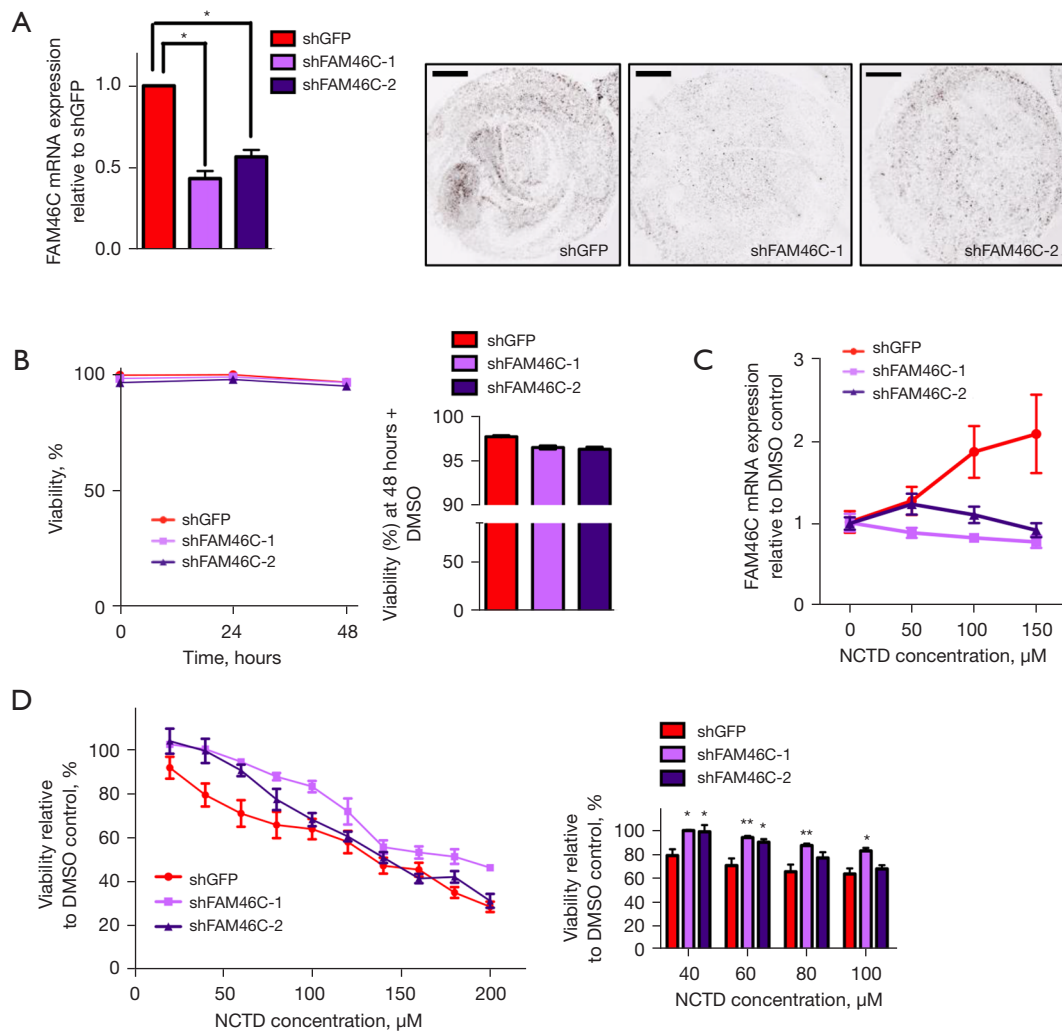 A
FAM46C mRNA expression
relative to shGFP
1.0
0.5
0.0
*
*
shGFP
shFAM46C-1
shFAM46C-2
shGFP
shFAM46C-1
shFAM46C-2
B
Viability, %
100
50
0
shGFP
shFAM46C-1
shFAM46C-2
0
24
48
Time, hours
shGFP
shFAM46C-1
shFAM46C-2
Viability (%) at 48 hours +
DMSO
100
95
90
50
0
C
FAM46C mRNA expression
relative to DMSO control
3
2
1
0
shGFP
shFAM46C-1
shFAM46C-2
0
50
100
150
NCTD concentration, µM
D
Viability relative
to DMSO control, %
100
80
60
40
20
0
shGFP
shFAM46C-1
shFAM46C-2
0
50
100
150
200
NCTD concentration, µM
shGFP
shFAM46C-1
shFAM46C-2
Viability relative
to DMSO control, %
100
80
60
40
20
0
* *
** *
**
*
40
60
80
100
NCTD concentration, µM